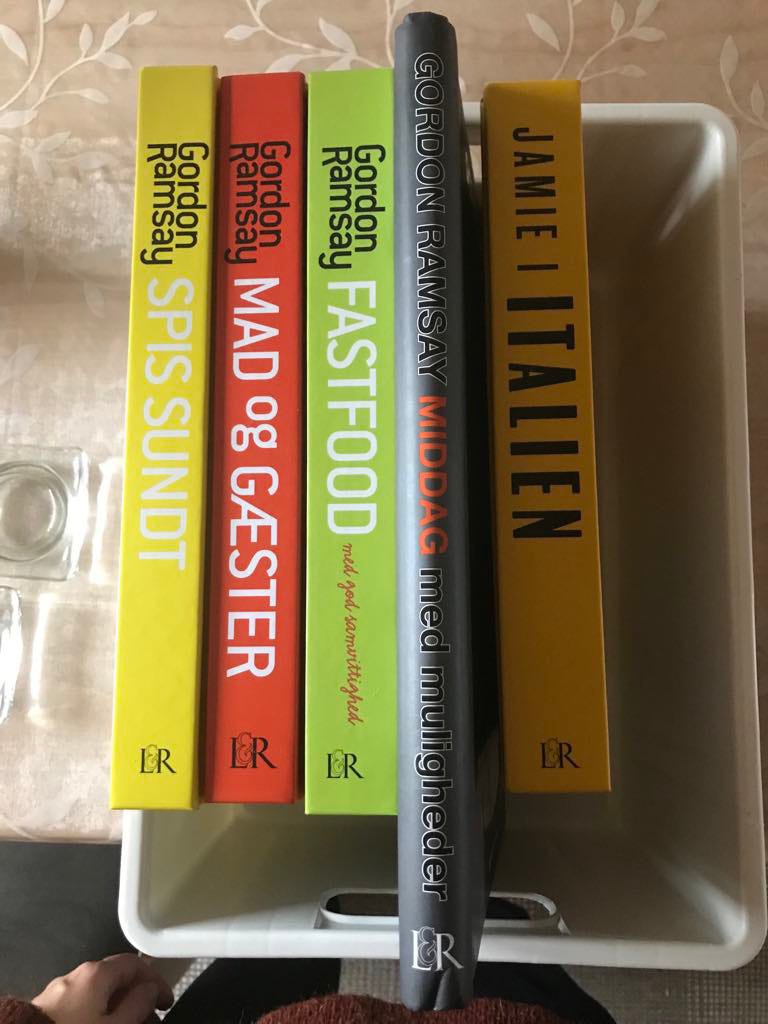 Gordon
Ramsay
SPIS SUNDT
L&R
Gordon
Ramsay
MAD og GÆSTER
L&R
Gordon
Ramsay
FASTFOOD
med god samvittighed
L&R
GORDON RAMSAY MIDDAG med muligheder
L&R
JAMIE I ITALIEN
L&R